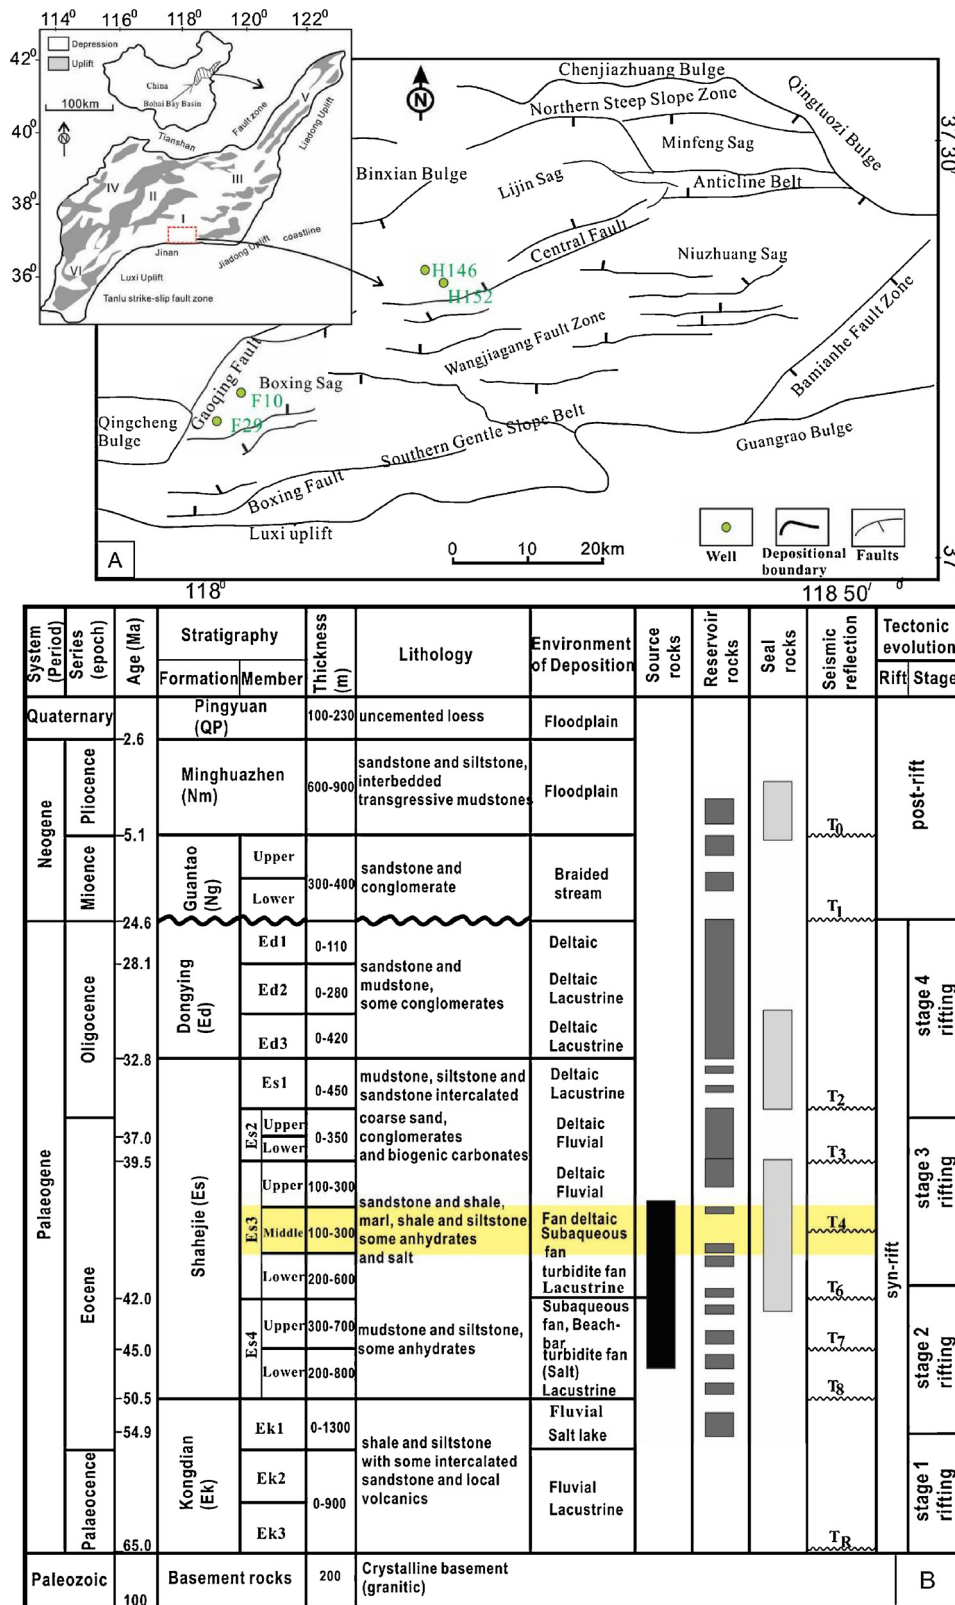 114⁰
116⁰
118⁰
120⁰
122⁰
42⁰
40⁰
38⁰
36⁰
Depression
Uplift
China
Bohai Bay Basin
100km
N
Tianshan
Fault zone
Liadong Uplift
V
IV
III
II
I
VI
Jinan
Jiadong Uplift
coastline
Luxi Uplift
Tanlu strike-slip fault zone
N
Chenjiazhuang Bulge
Northern Steep Slope Zone
Qingtuozi Bulge
37 30
Minfeng Sag
Binxian Bulge
Lijin Sag
Anticline Belt
Central Fault
Niuzhuang Sag
H146
H152
Bamianhe Fault Zone
Wangjiagang Fault Zone
Gaoqing Fault
Boxing Sag
F10
F29
Qingcheng
Bulge
Southern Gentle Slope Belt
Guangrao Bulge
Boxing Fault
Luxi uplift
A
0 10 20km
Well
Depositional
boundary
Faults
37
0
118⁰
118 50/
System
(Period)
Series
(epoch)
Age (Ma)
Stratigraphy
Formation
Member
Thickness
(m)
Lithology
Environment
of Deposition
Source
rocks
Reservoir
rocks
Seal
rocks
Seismic
reflection
Tectonic
evolution
Rift
Stage
Quaternary
Pingyuan
(QP)
100-230
uncemented loess
Floodplain
2.6
Neogene
Pliocence
Minghuazhen
(Nm)
600-900
sandstone and siltstone,
interbedded
transgressive mudstones
Floodplain
post-rift
5.1
T0
Mioence
Guantao
(Ng)
Upper
Lower
300-400
sandstone and
conglomerate
Braided
stream
24.6
T1
Palaeogene
Oligocence
Dongying
(Ed)
Ed1
0-110
Deltaic
28.1
Ed2
0-280
sandstone and
mudstone,
some conglomerates
Deltaic
Lacustrine
Ed3
0-420
Deltaic
Lacustrine
stage 4
rifting
syn-rift
32.8
Shahejie (Es)
Es1
0-450
mudstone, siltstone and
sandstone intercalated
Deltaic
Lacustrine
T2
Eocene
Es2
Upper
Lower
0-350
coarse sand,
conglomerates
and biogenic carbonates
Deltaic
Fluvial
37.0
39.5
T3
stage 3
rifting
Es3
Upper
100-300
Deltaic
Fluvial
sandstone and shale,
marl, shale and siltstone
some anhydrates
and salt
Middle
100-300
Fan deltaic
Subaqueous
fan
T4
Lower
200-600
turbidite fan
Lacustrine
42.0
T6
Es4
Upper
300-700
mudstone and siltstone,
some anhydrates
Subaqueous
fan, Beach-
bar
45.0
T7
Lower
200-800
turbidite fan
(Salt)
Lacustrine
stage 2
rifting
50.5
T8
Kongdian
(Ek)
Ek1
0-1300
Fluvial
Salt lake
54.9
Palaeocence
shale and siltstone
with some intercalated
sandstone and local
volcanics
Ek2
0-900
Fluvial
Lacustrine
Ek3
stage 1
rifting
65.0
TR
Paleozoic
Basement rocks
200
Crystalline basement
(granitic)
100
B